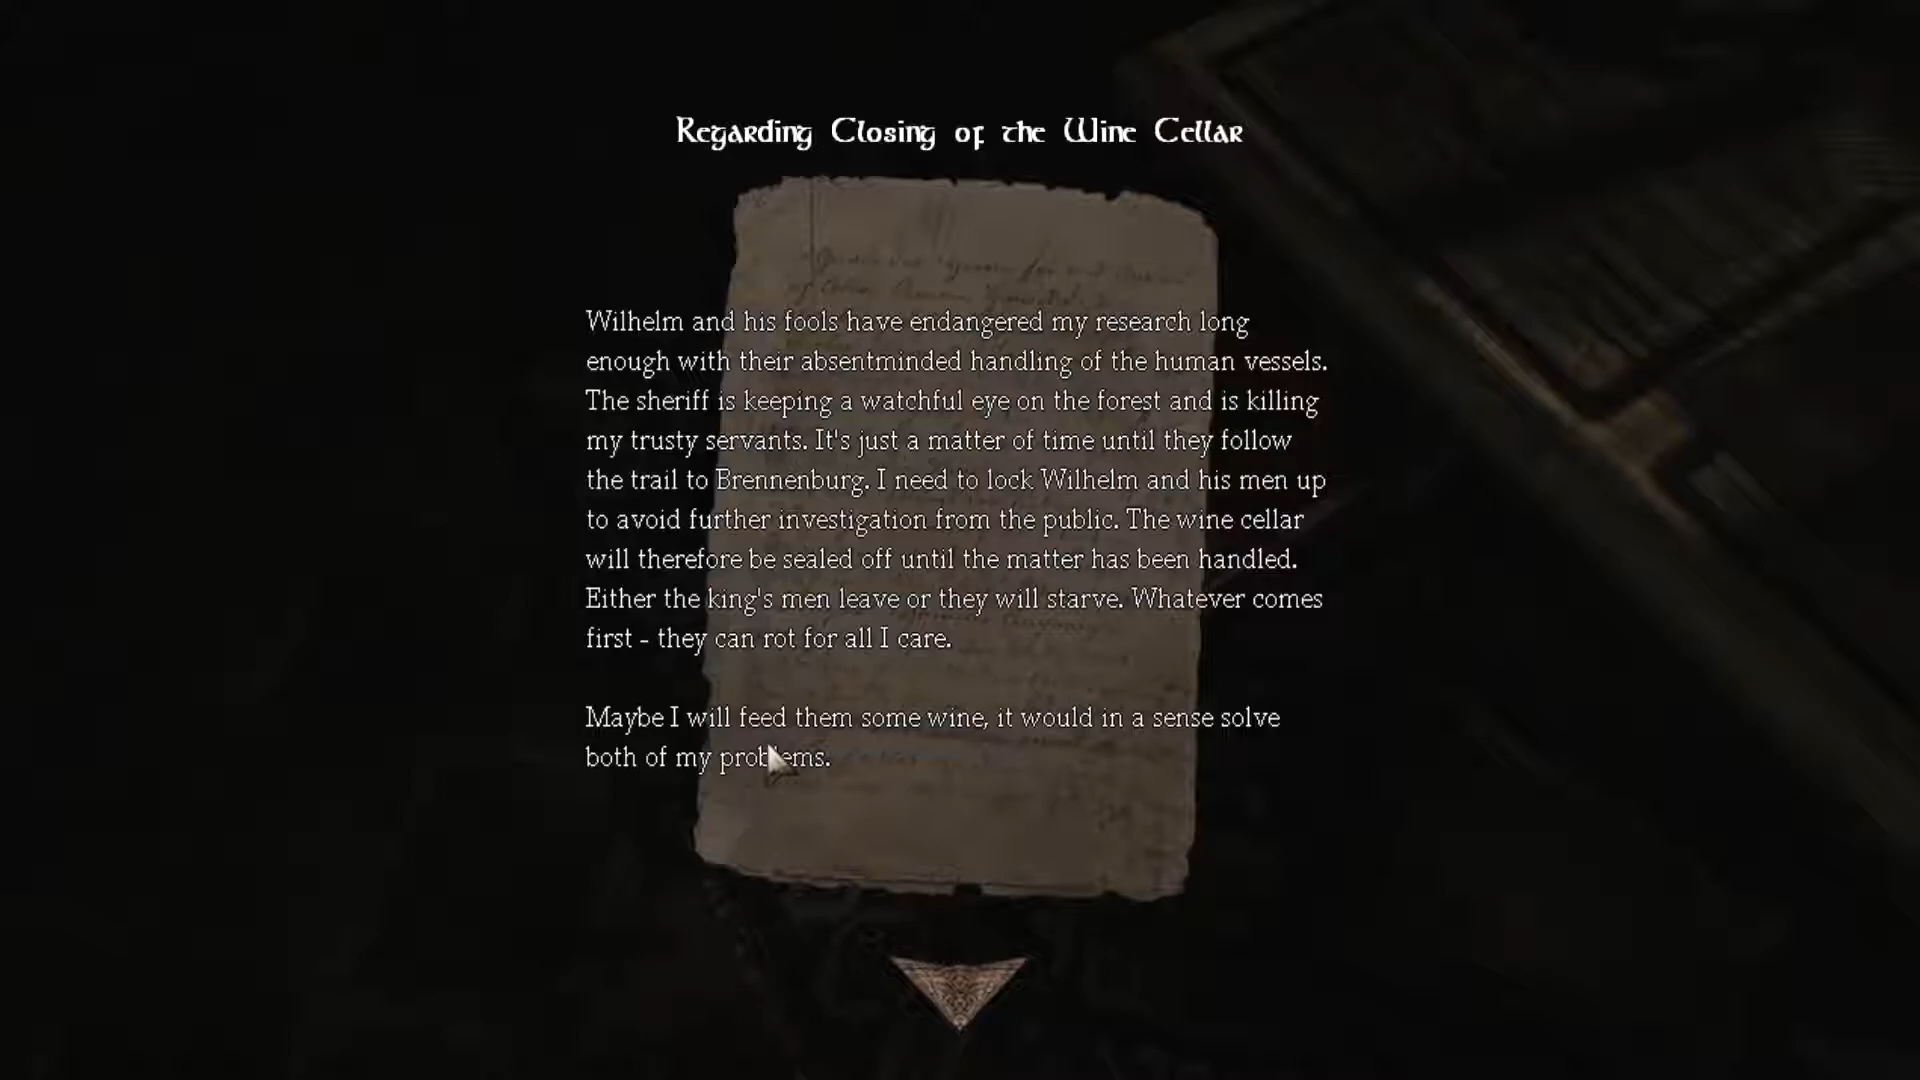 Regarding Closing of the Wine Cellar
Wilhelm and his fools have endangered my research long
enough with their absentminded handling of the human vessels.
The sheriff is keeping a watchful eye on the forest and is killing
my trusty servants. It's just a matter of time until they follow
the trail to Brennenburg. I need to lock Wilhelm and his men up
to avoid further investigation from the public. The wine cellar
will therefore be sealed off until the matter has been handled.
Either the king's men leave or they will starve. Whatever comes
first - they can rot for all I care.
Maybe I will feed them some wine, it would in a sense solve
both of my problems.